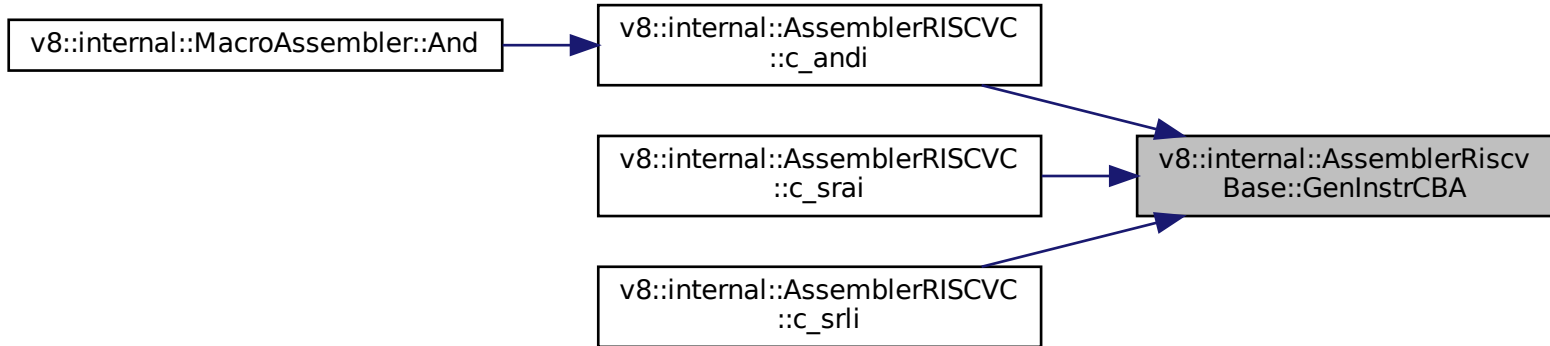 v8::internal::MacroAssembler::And
v8::internal::AssemblerRISCVC
::c_andi
v8::internal::AssemblerRISCVC
::c_srai
v8::internal::AssemblerRISCVC
::c_srli
v8::internal::AssemblerRiscv
Base::GenInstrCBA